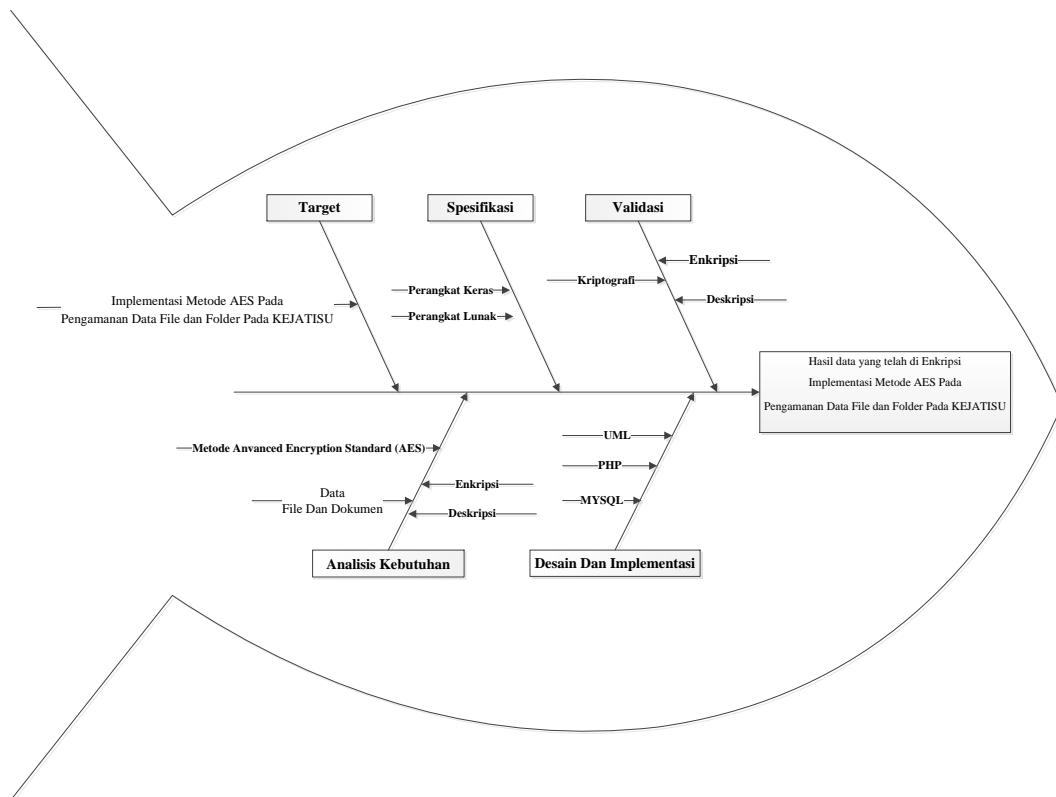 Target
Spesifikasi
Validasi
Enkripsi
Kriptografi
Deskripsi
Perangkat Keras
Perangkat Lunak
Implementasi Metode AES Pada
Pengamanan Data File dan Folder Pada KEJATISU
Hasil data yang telah di Enkripsi
Implementasi Metode AES Pada
Pengamanan Data File dan Folder Pada KEJATISU
Metode Anvanced Encryption Standard (AES)
Enkripsi
Data
File Dan Dokumen
Deskripsi
UML
PHP
MYSQL
Analisis Kebutuhan
Desain Dan Implementasi